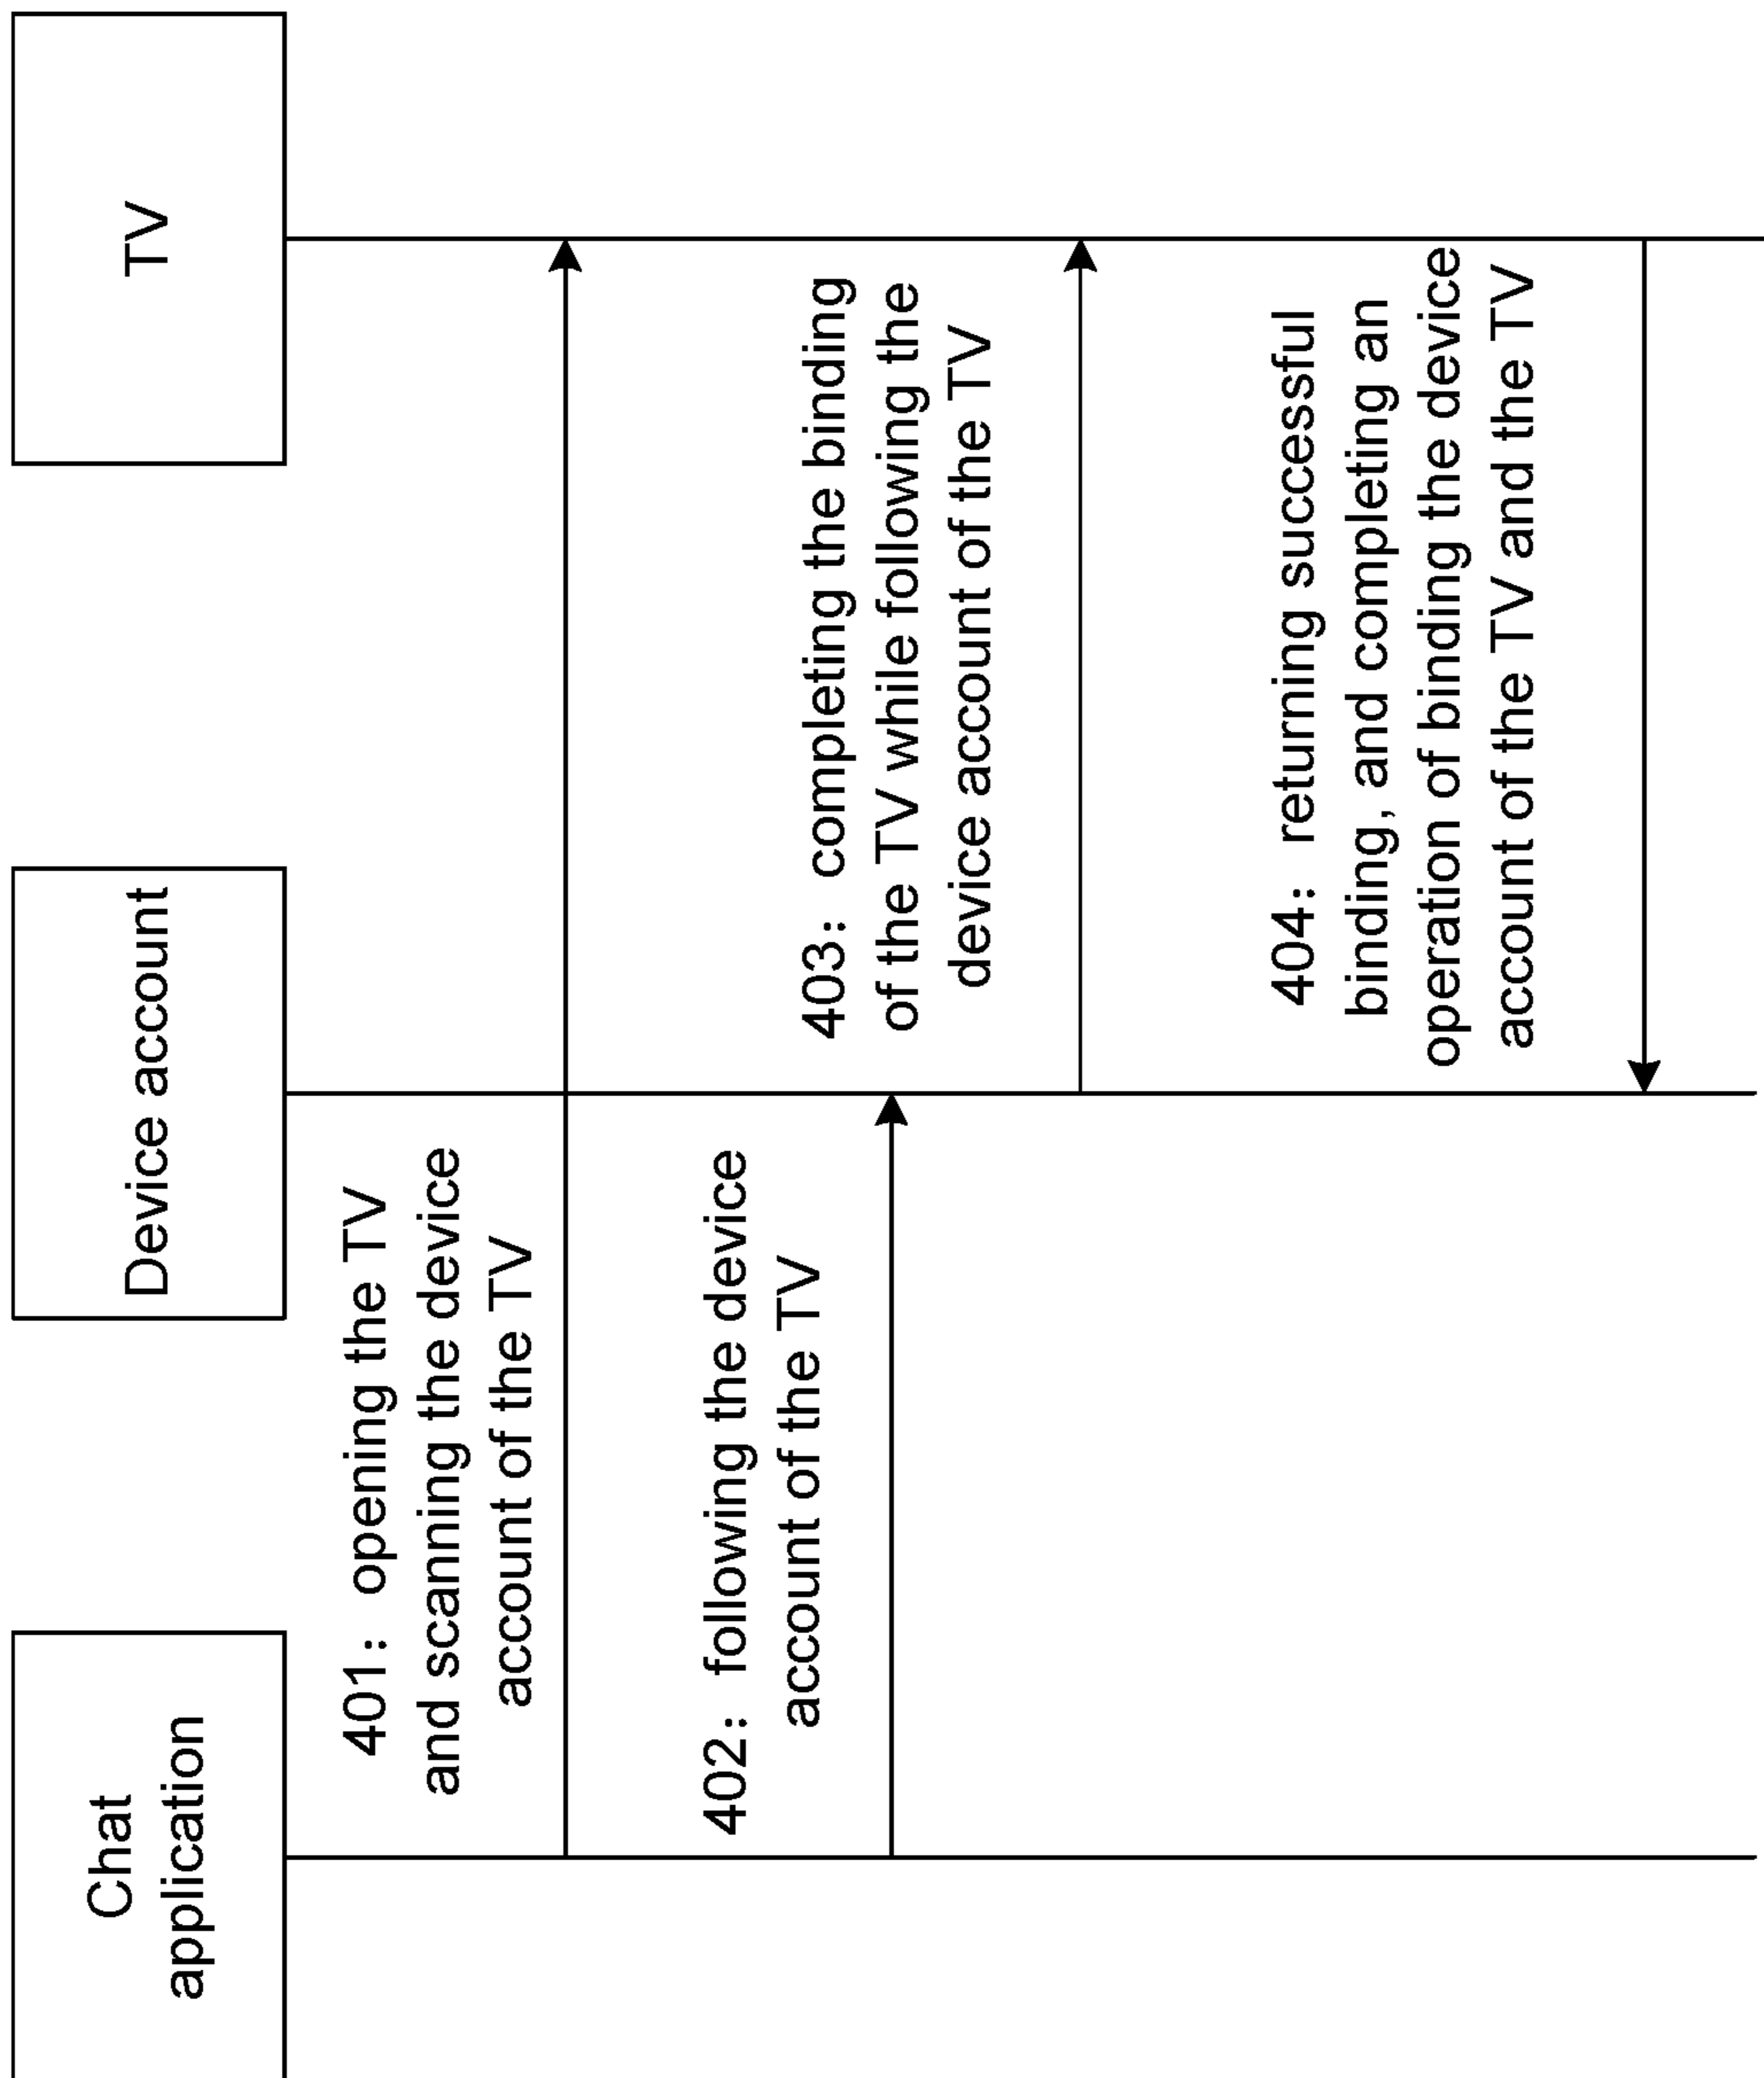 Chat
application
Device account
TV
401: opening the TV
and scanning the device
account of the TV
402: following the device
account of the TV
403: completing the binding
of the TV while following the
device account of the TV
404: returning successful
binding, and completing an
operation of binding the device
account of the TV and the TV